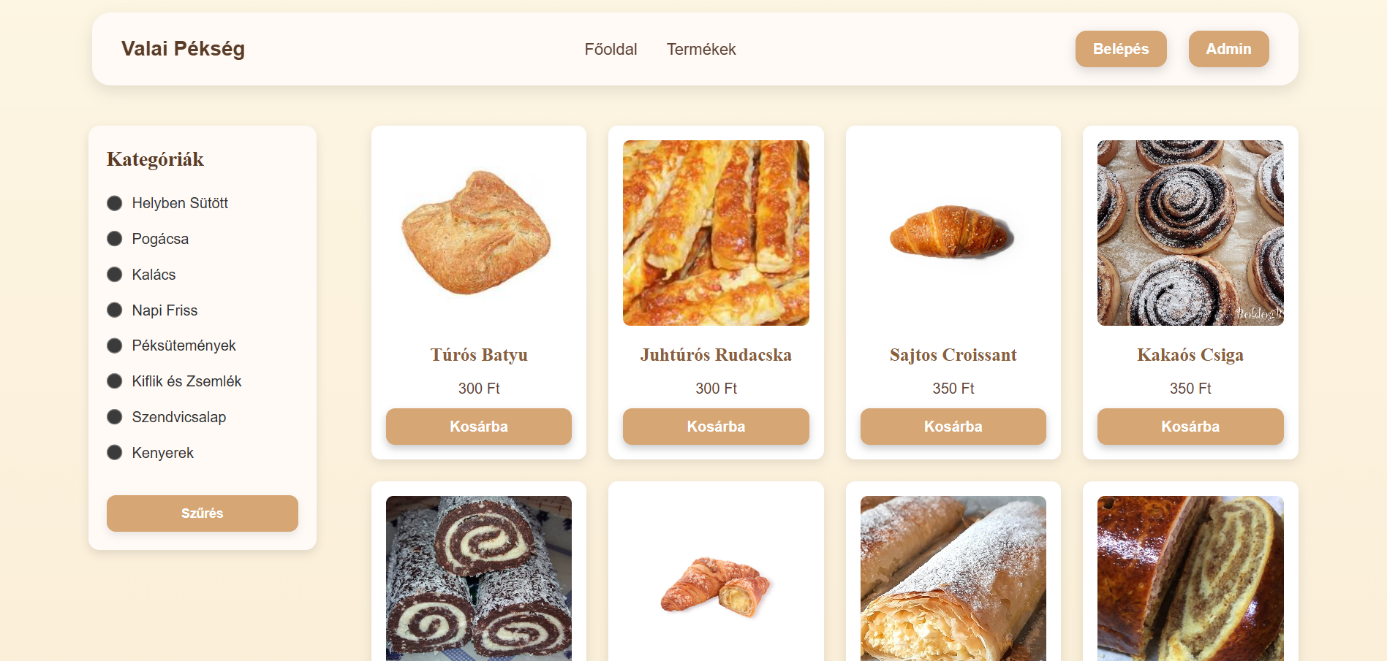 Valai Pékség
Főoldal
Termékek
Belépés
Admin
Kategóriák
Helyben Sütött
Pogácsa
Kalács
Napi Friss
Péksütemények
Kiflik és Zsemlék
Szendvicsalap
Kenyerek
Szűrés
Túrós Batyu
300 Ft
Kosárba
Juhtúrós Rudacska
300 Ft
Kosárba
Sajtos Croissant
350 Ft
Kosárba
Kakaós Csiga
350 Ft
Kosárba